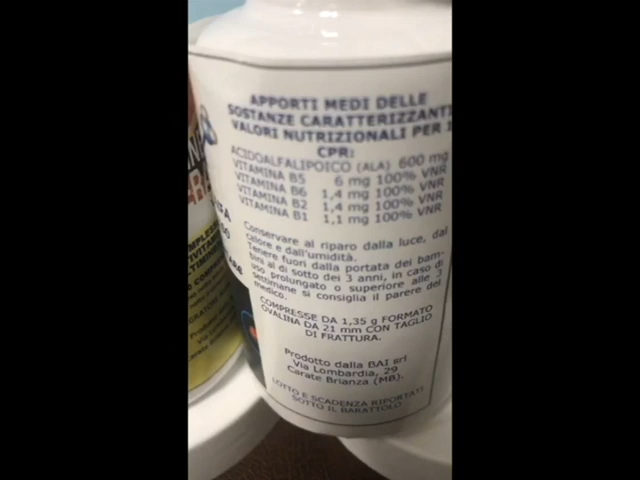 APPORTI MEDI DELLE
SOSTANZE CARATTERIZZANTI
VALORI NUTRIZIONALI PER 1
CPR:
ACIDOALFALIPOICO (ALA) 600 mg
VITAMINA B5 6 mg 100% VNR
VITAMINA B6 1,4 mg 100% VNR
VITAMINA B2 1,4 mg 100% VNR
VITAMINA B1 1,1 mg 100% VNR
Conservare al riparo dalla luce, dal
calore e dall'umidità.
Tenere fuori dalla portata dei bam-
bini al di sotto dei 3 anni, in caso di
uso prolungato o superiore alle 3
settimane si consiglia il parere del
medico.
COMPRESSE DA 1,35 g FORMATO
OVALINA DA 21 mm CON TAGLIO
DI FRATTURA.
Prodotto dalla BAI srl
Via Lombardia, 29
Carate Brianza (MB).
LOTTO E SCADENZA RIPORTATI
SOTTO IL BARATTOLO